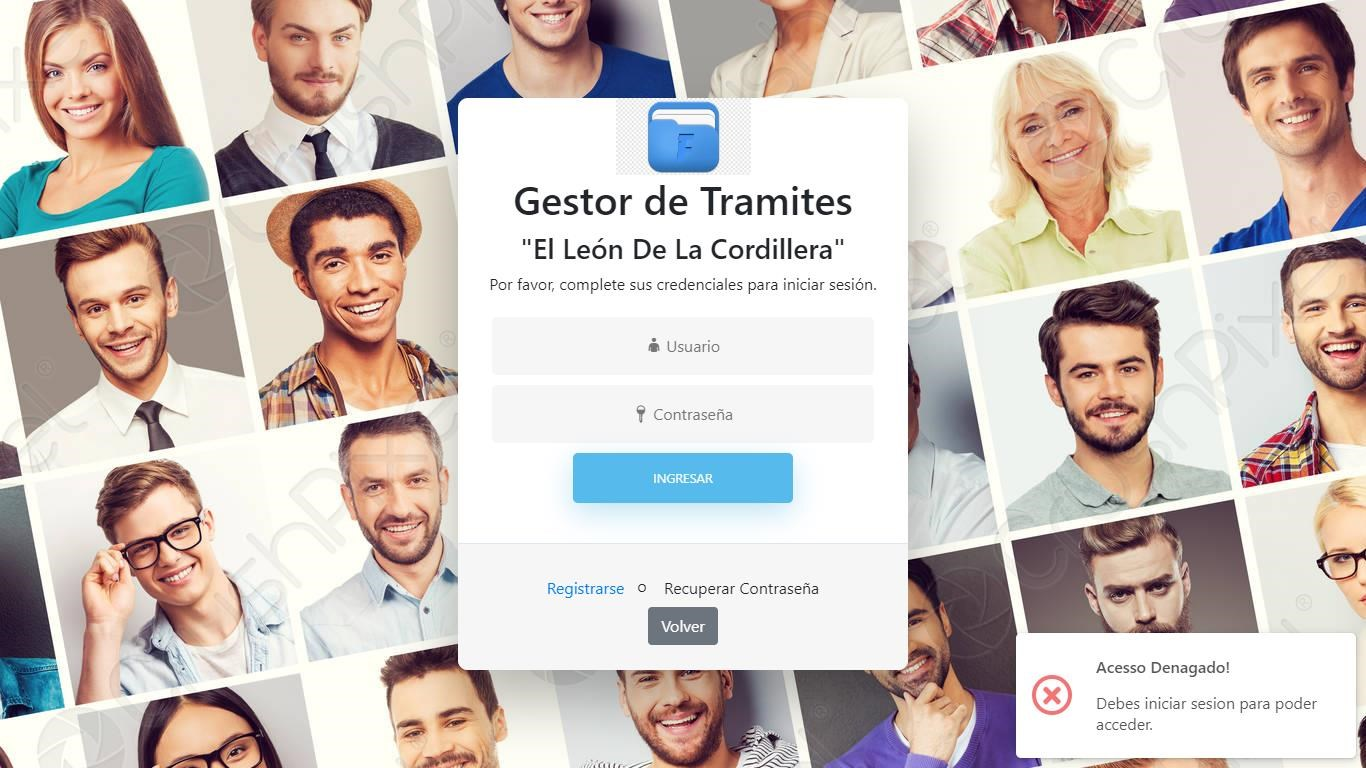 Gestor de Tramites
"El León De La Cordillera"
Por favor, complete sus credenciales para iniciar sesión.
Usuario
Contraseña
INGRESAR
Registrarse o Recuperar Contraseña
Volver
Acesso Denagado!
Debes iniciar sesion para poder
acceder.